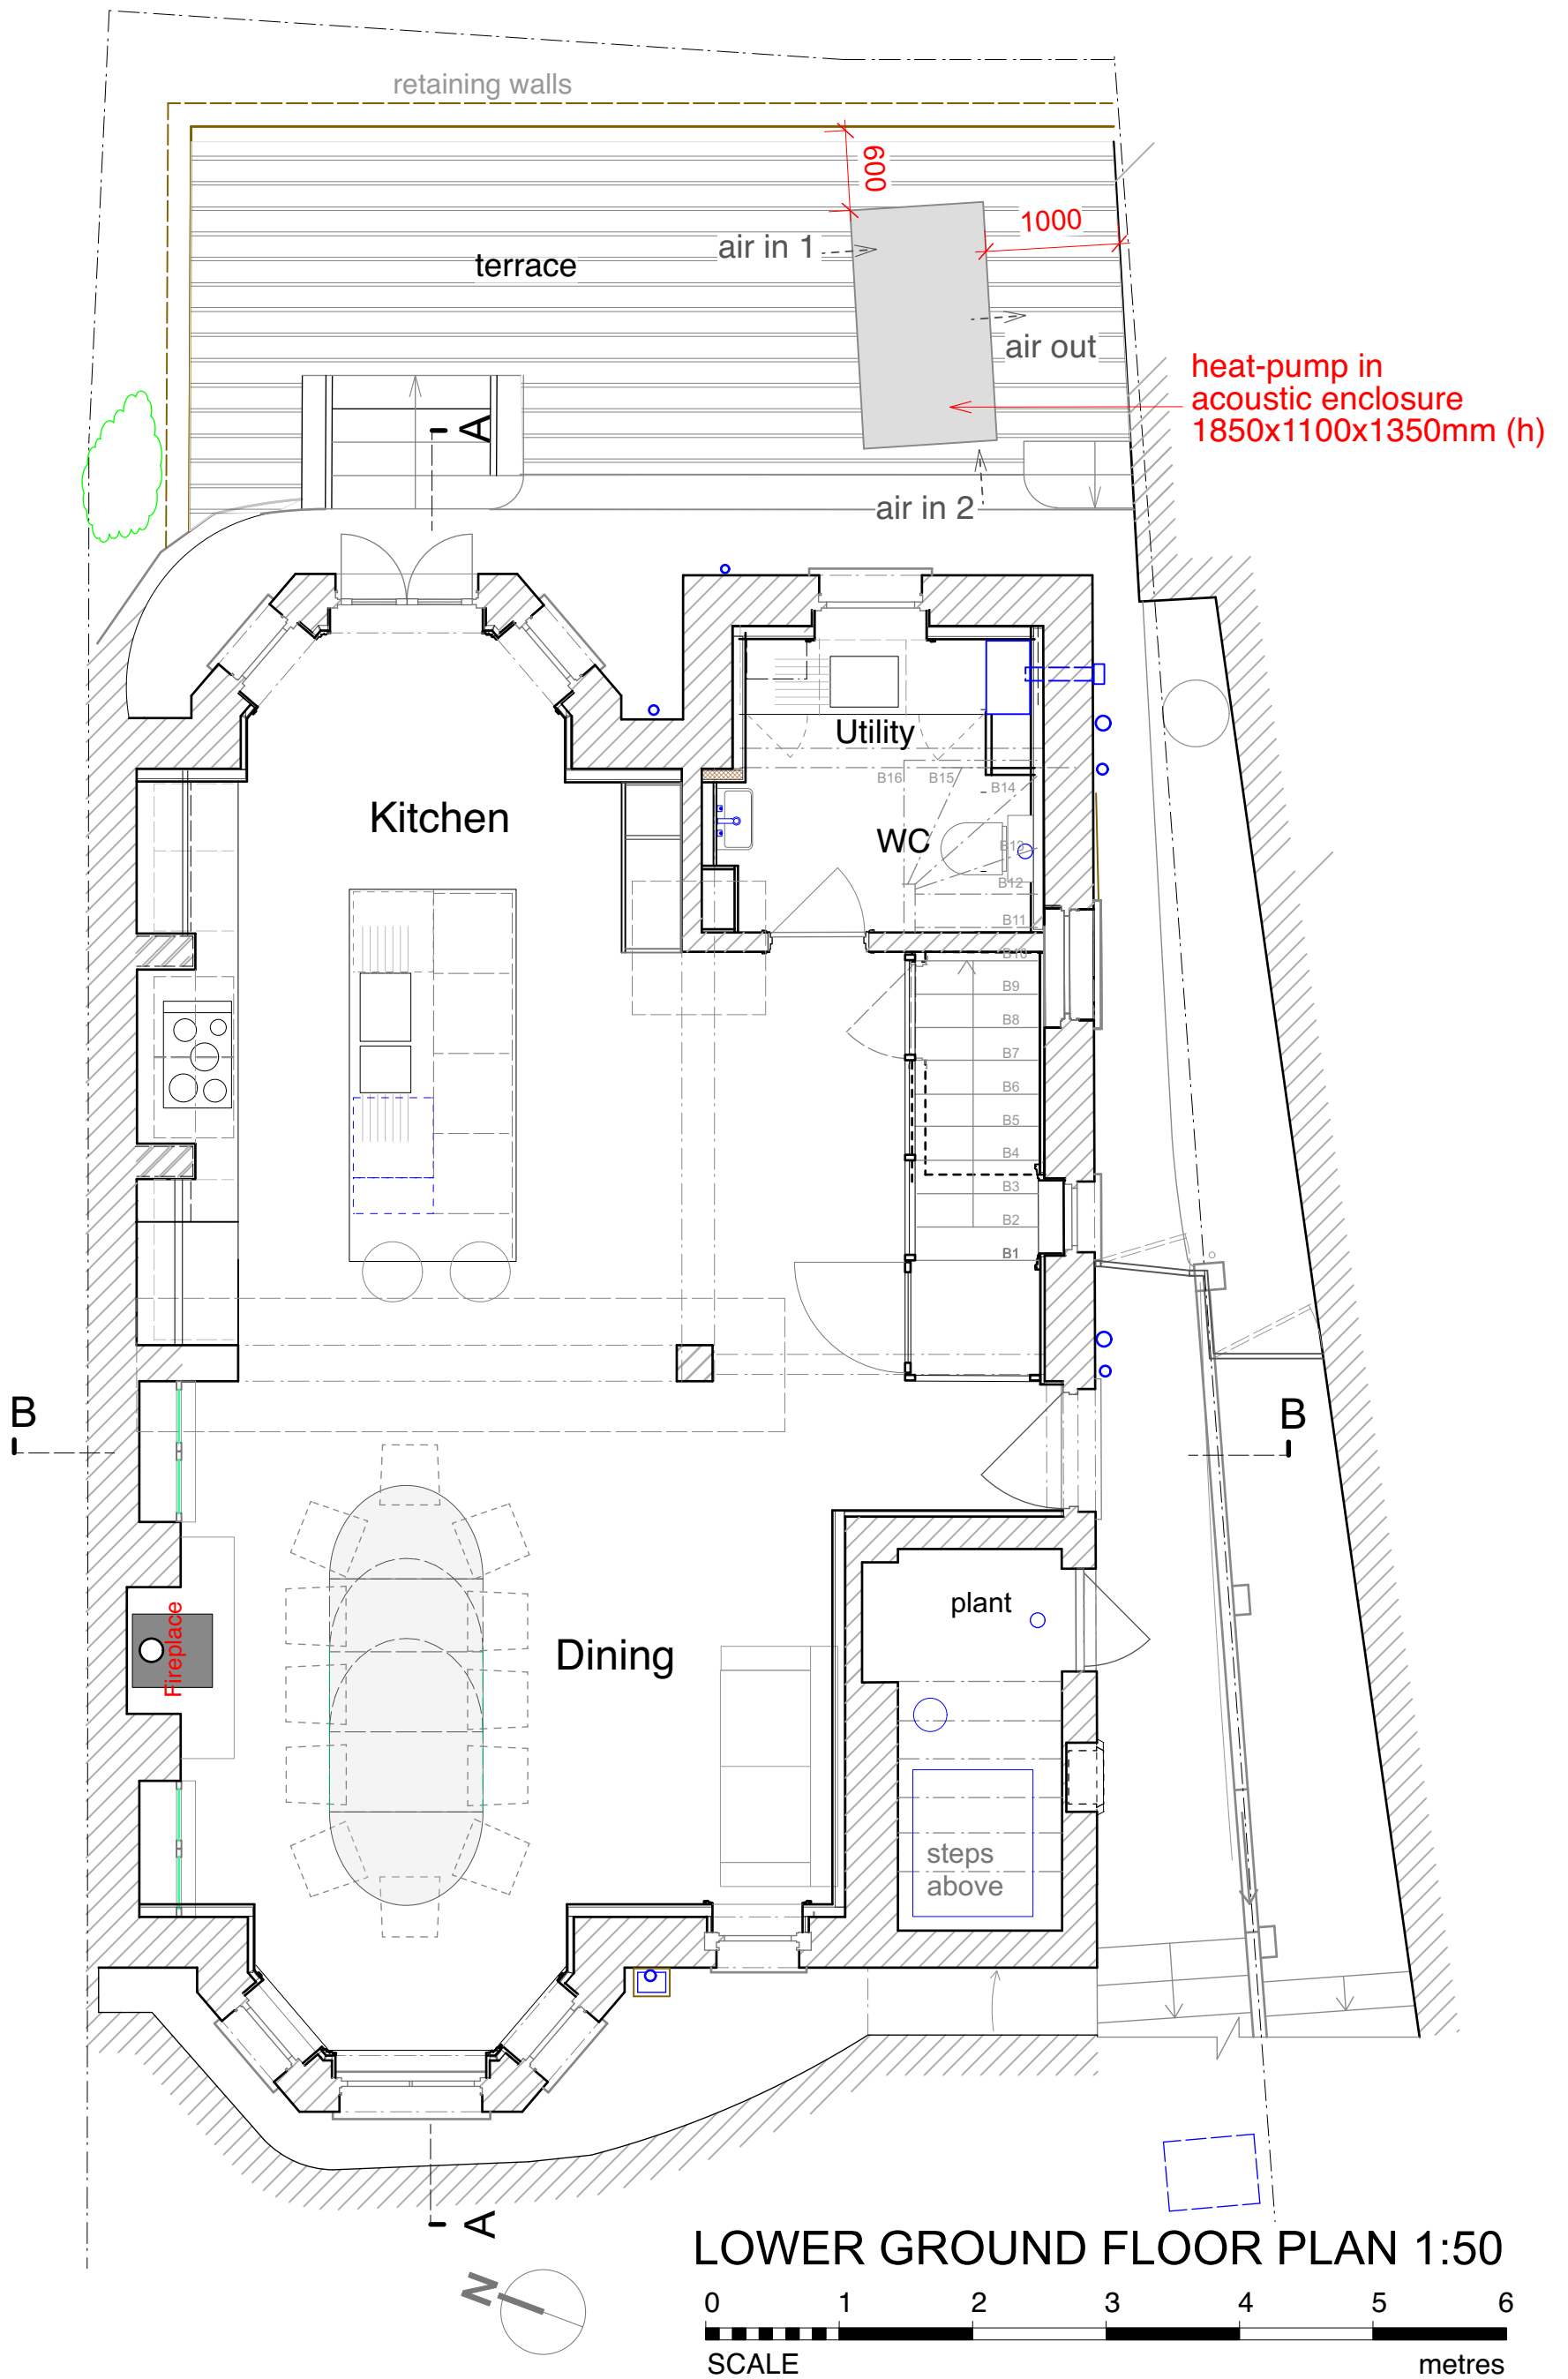 retaining walls
600
1000
air in 1
terrace
air out
heat-pump in
acoustic enclosure
1850x1100x1350mm (h)
A
air in 2
Utility
B16
B15
B14
Kitchen
WC
B13
B12
B11
B10
B9
B8
B7
B6
B5
B4
B3
B2
B1
B
B
plant
Fireplace
Dining
steps
above
A
N
LOWER GROUND FLOOR PLAN 1:50
0 1 2 3 4 5 6
SCALE metres